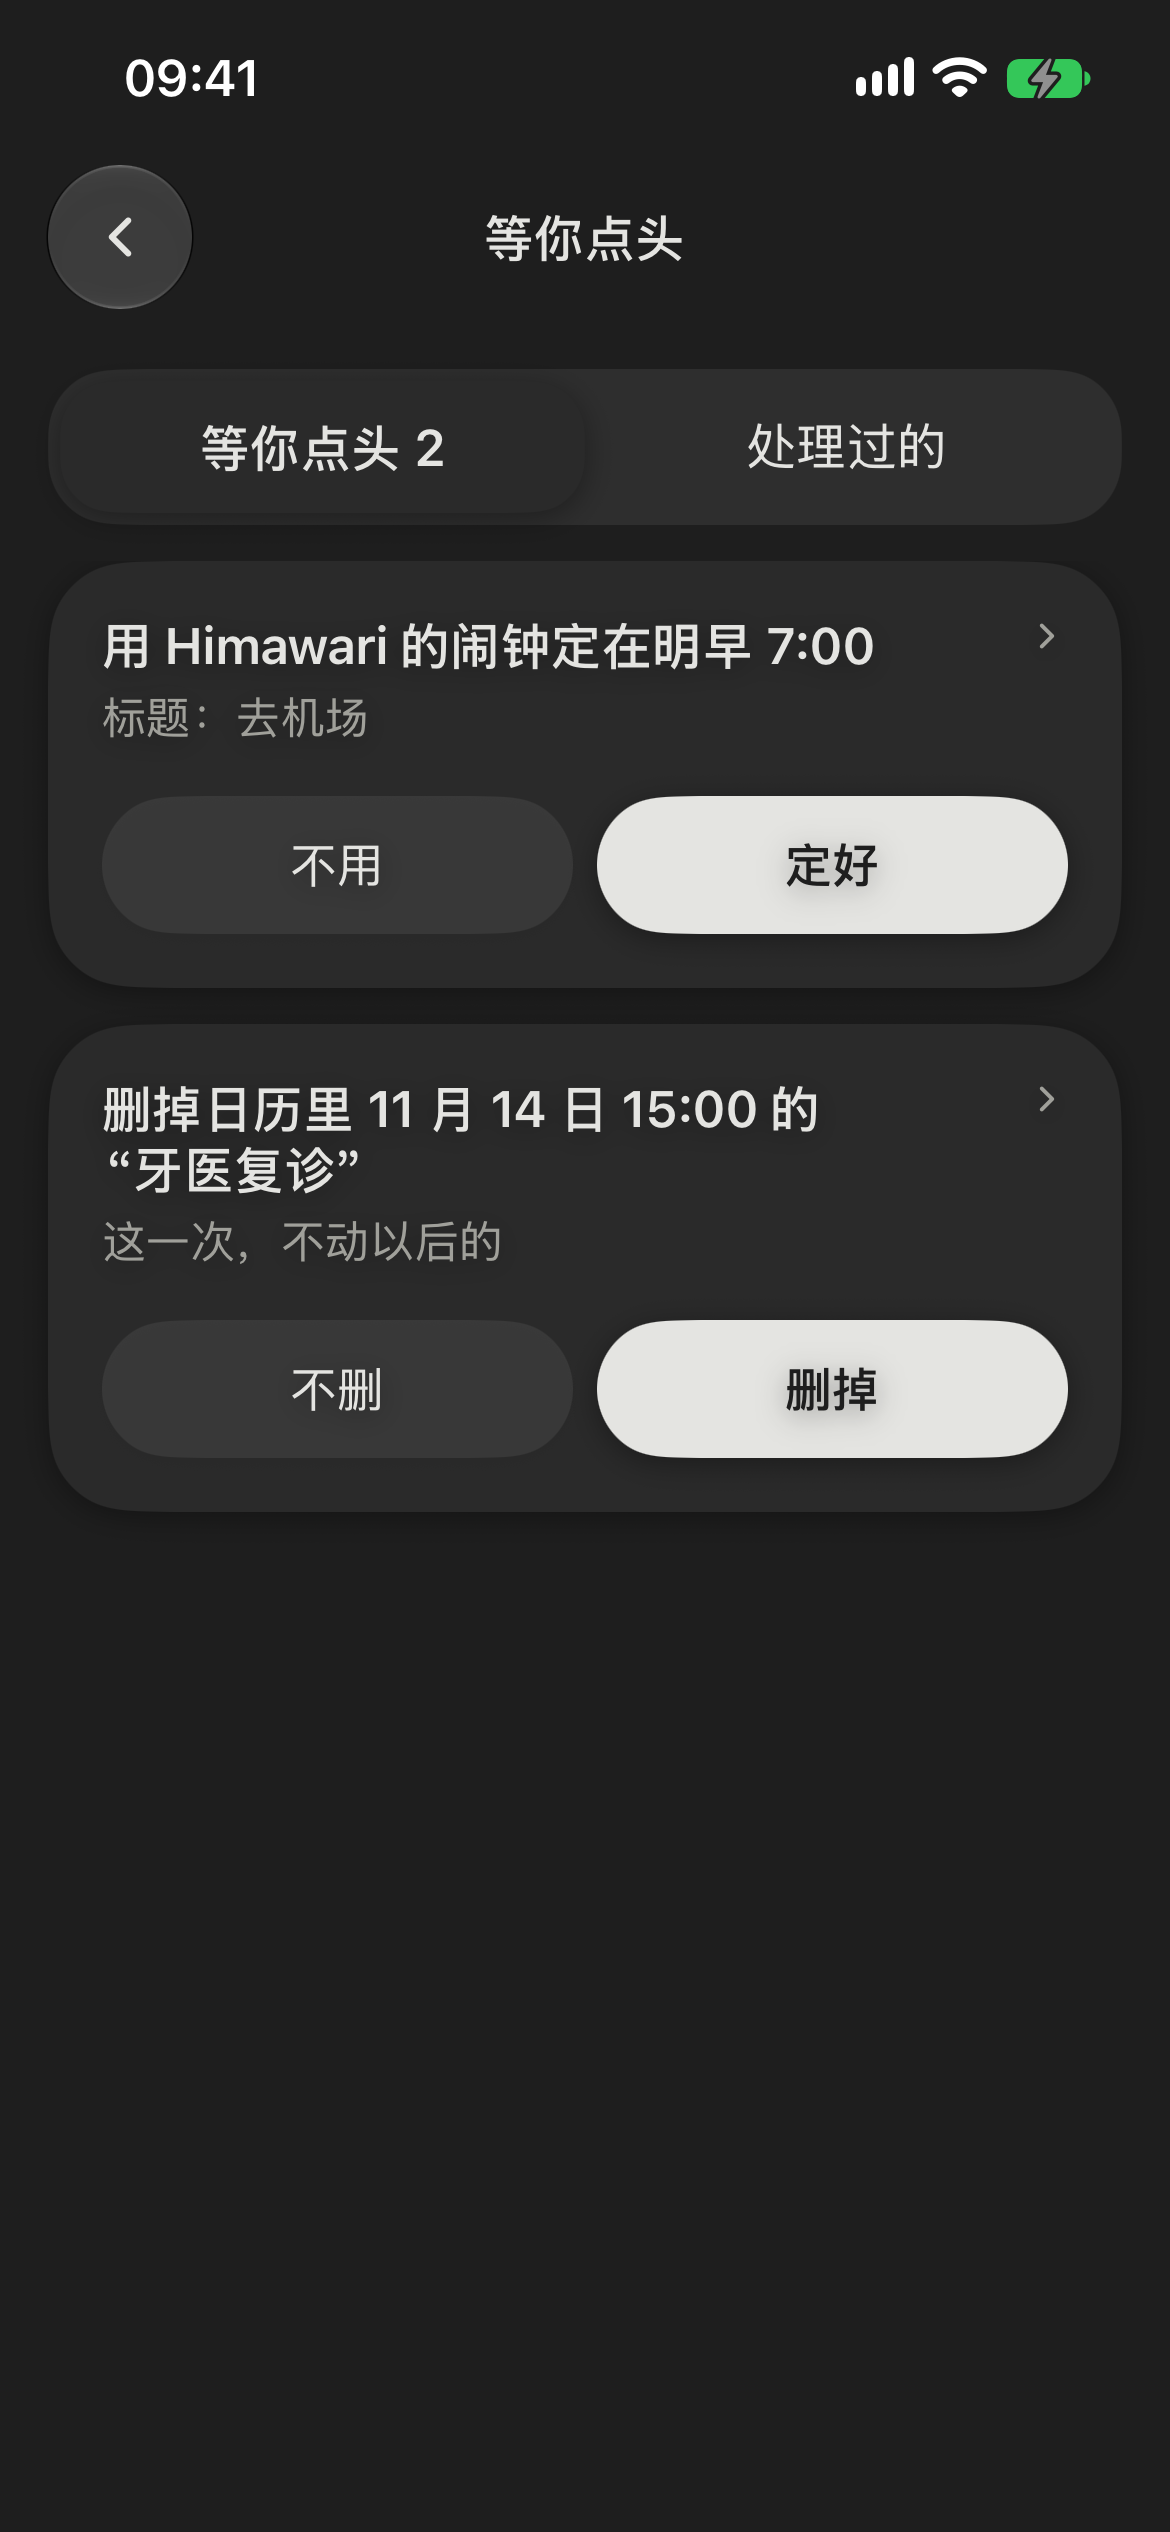 09:41
等你点头
等你点头 2
处理过的
用 Himawari 的闹钟定在明早 7:00
标题：去机场
不用
定好
删掉日历里 11 月 14 日 15:00 的
“牙医复诊”
这一次，不动以后的
不删
删掉